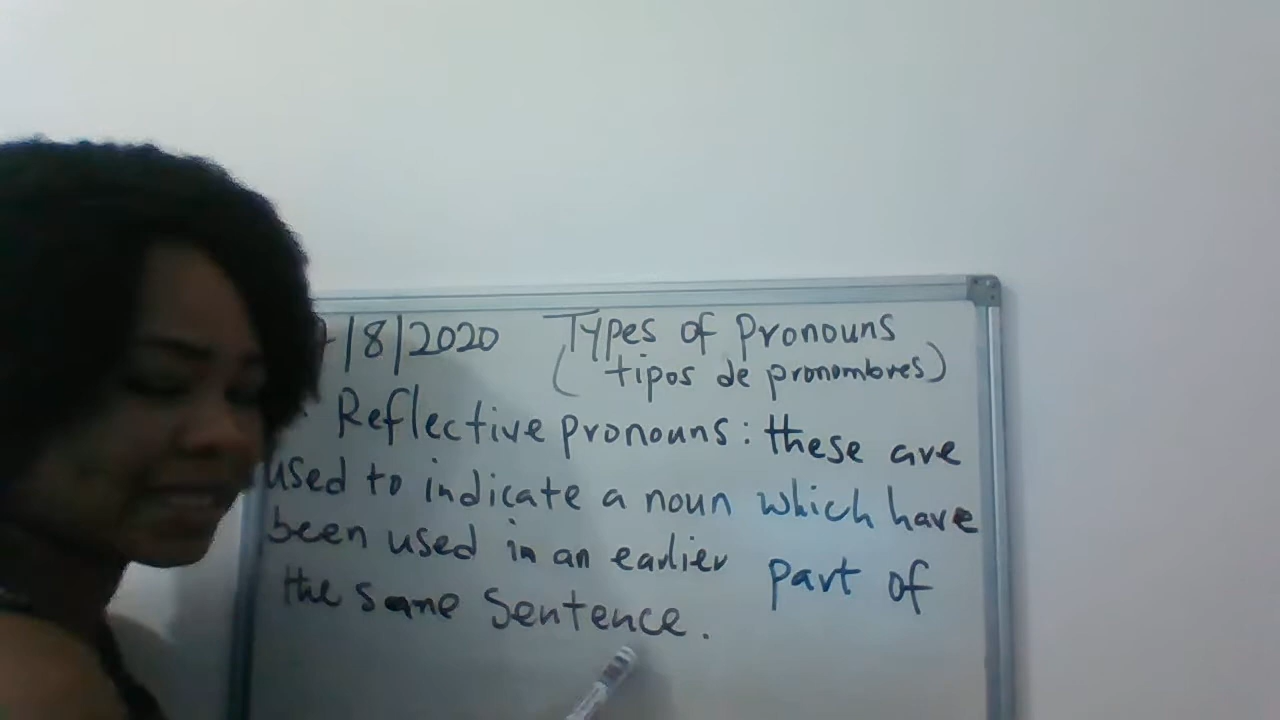 /8/2020 Types of Pronouns
(tipos de pronombres)
Reflective pronouns: these are
used to indicate a noun which have
been used in an earlier part of
the same sentence.